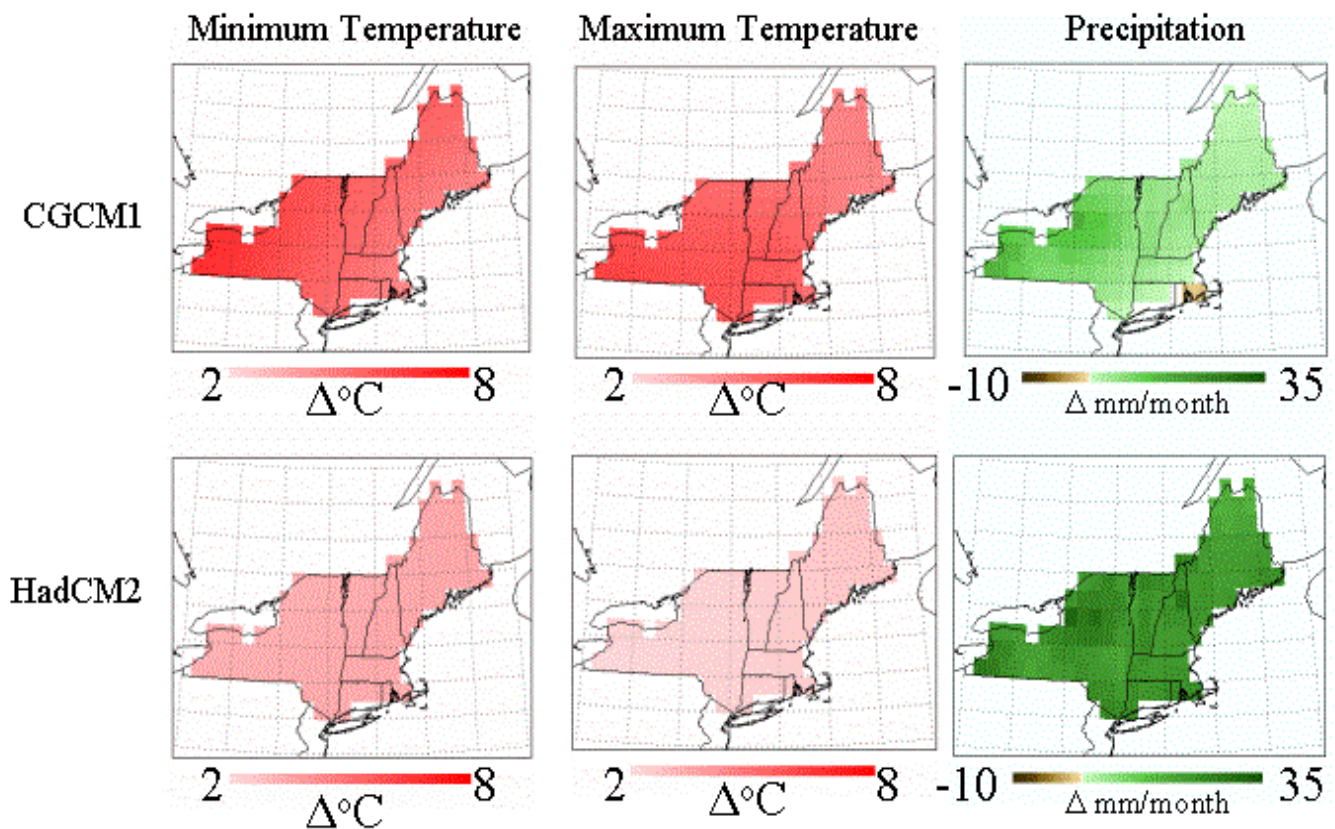 Minimum Temperature Maximum Temperature Precipitation
CGCM1
2 8 2 8 -10 35
Δ°C Δ°C Δ mm/month
HadCM2
2 8 2 8 -10 35
Δ°C Δ°C Δ mm/month